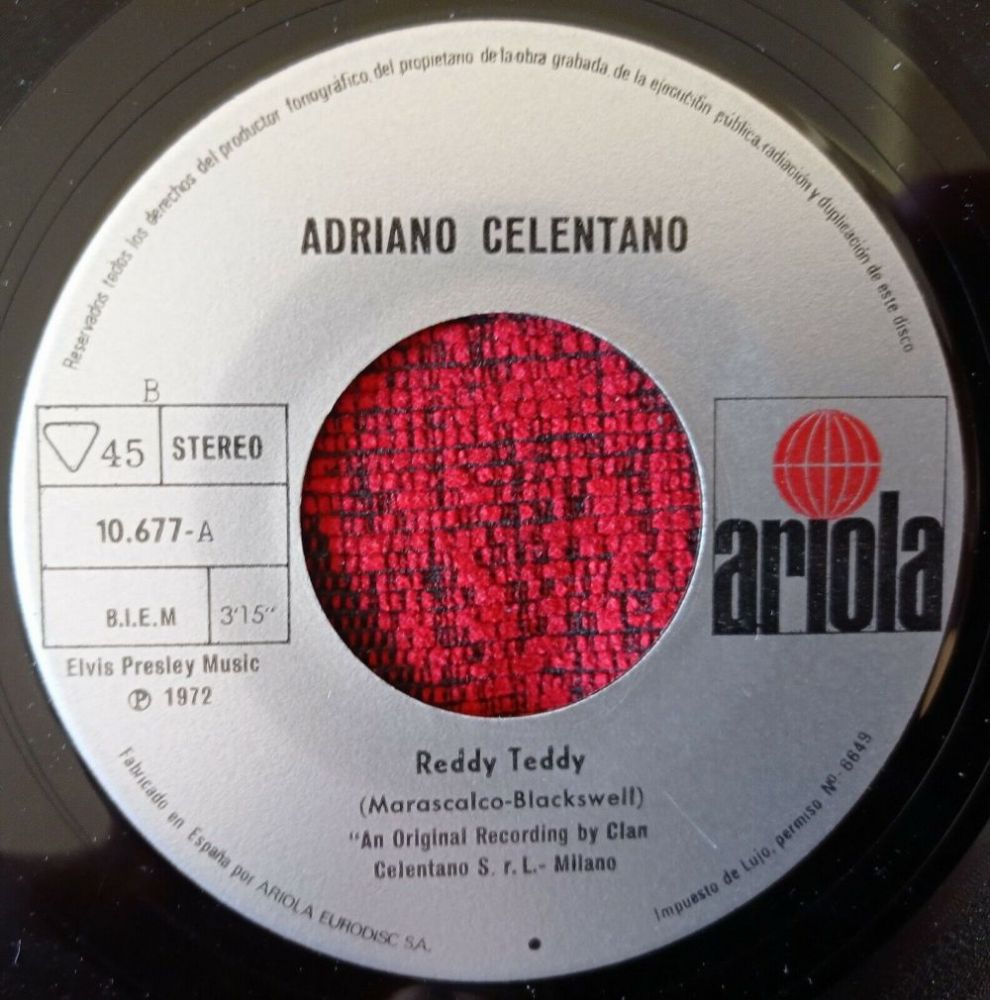 Reservados todos los derechos del productor fonográfico, del propietario de la obra grabada, de la ejecución pública, radiación y duplicación de este disco
ADRIANO CELENTANO
B
45 STEREO
10.677-A
B.I.E.M 3'15"
Elvis Presley Music
℗ 1972
ariola
Reddy Teddy
(Marascalco-Blackswell)
"An Original Recording by Clan
Celentano S. r. L.- Milano
Fabricado en España por ARIOLA EURODISC S.A.
Impuesto de Lujo, permiso Nº. 6649